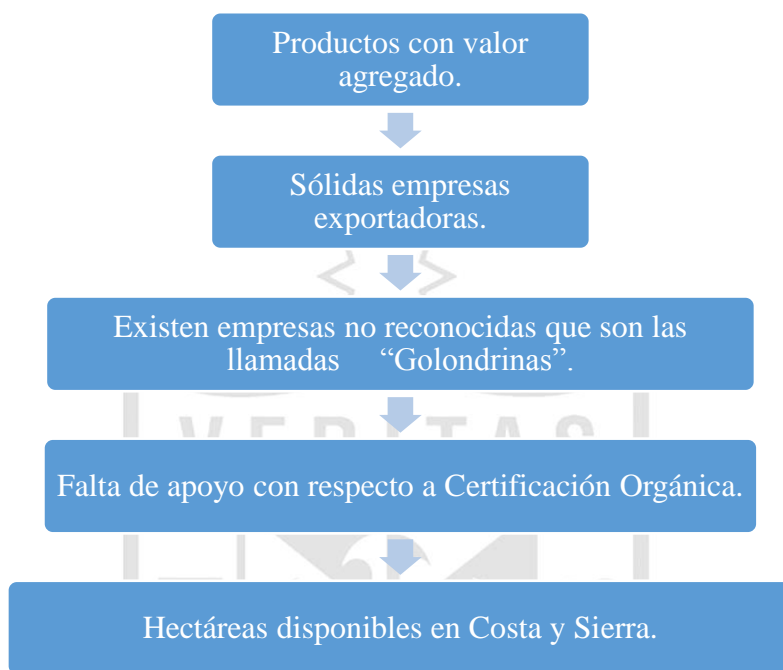 Productos con valor
agregado.
Sólidas empresas
exportadoras.
Existen empresas no reconocidas que son las
llamadas “Golondrinas”.
VERITAS
Falta de apoyo con respecto a Certificación Orgánica.
Hectáreas disponibles en Costa y Sierra.